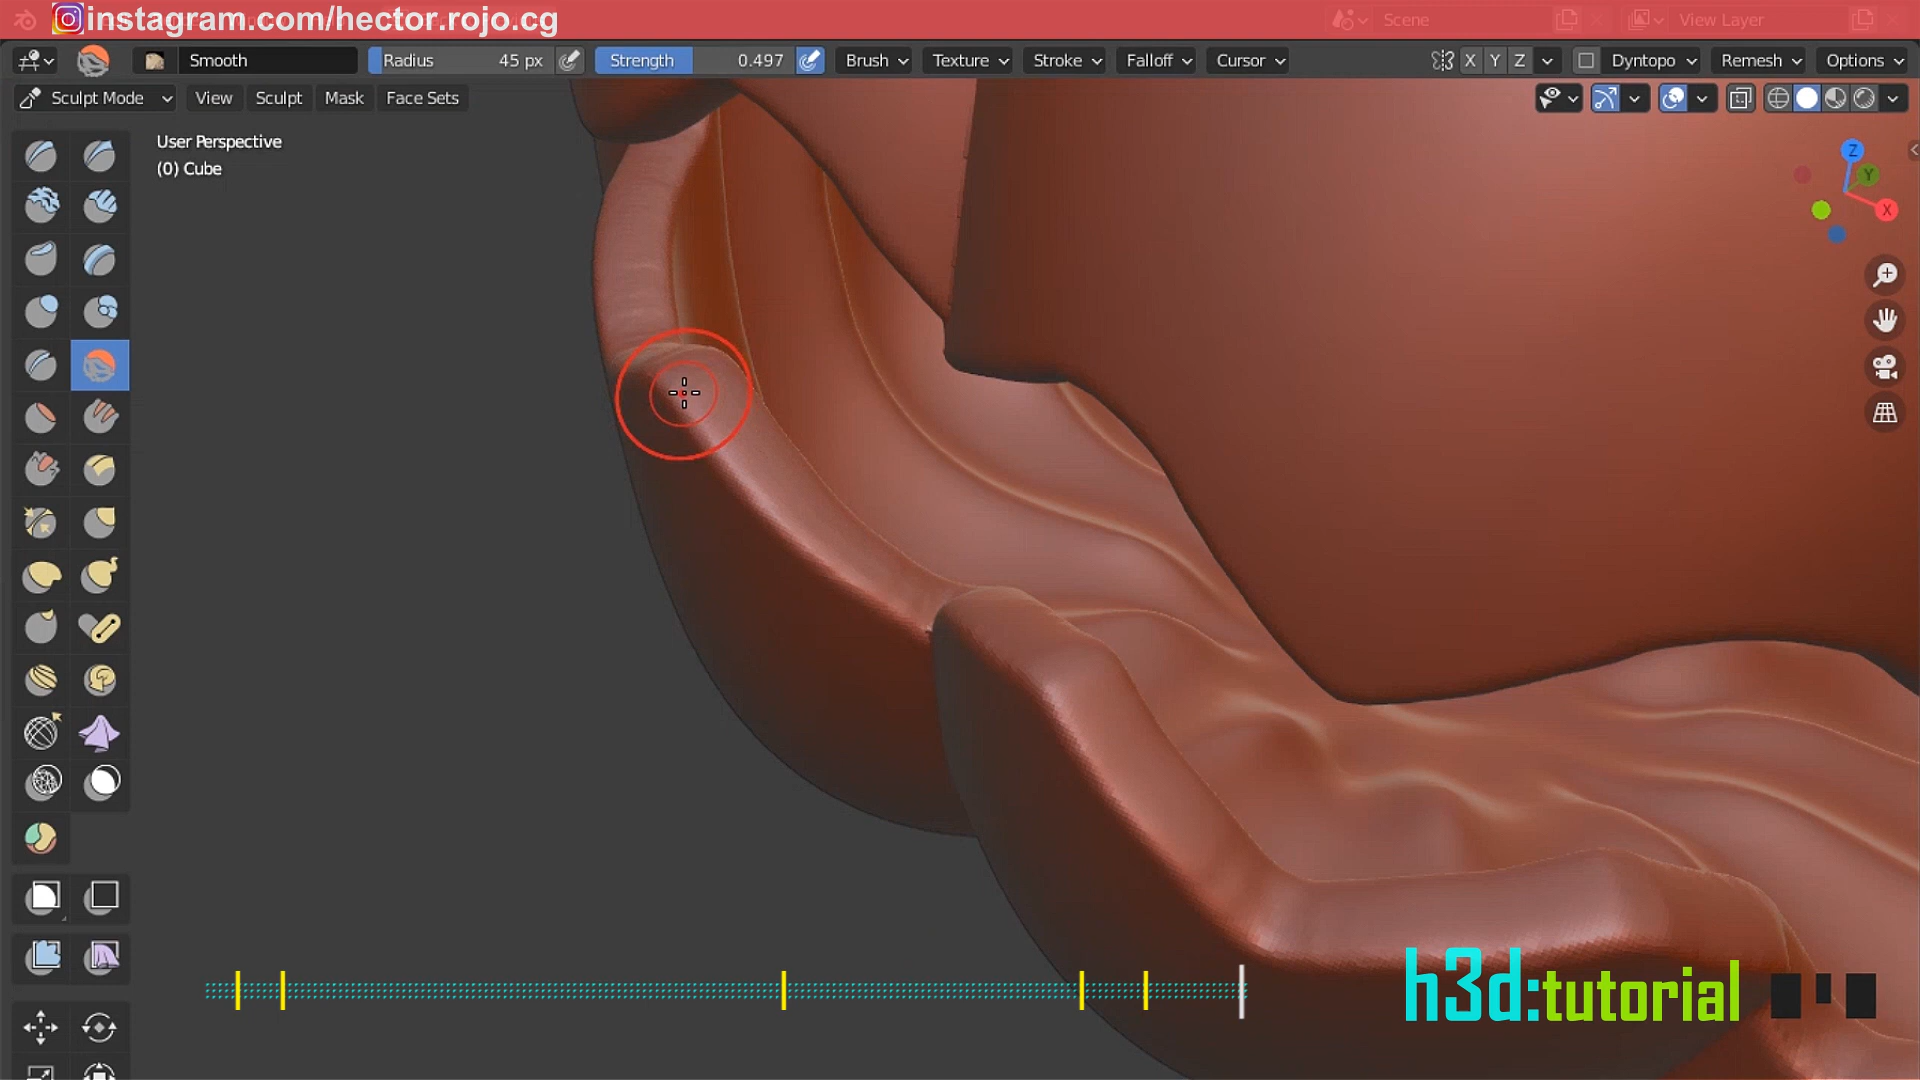 instagram.com/hector.rojo.cg
Scene
View Layer
Smooth
Radius 45 px
Strength 0.497
Brush
Texture
Stroke
Falloff
Cursor
X Y Z
Dyntopo
Remesh
Options
Sculpt Mode
View
Sculpt
Mask
Face Sets
User Perspective
(0) Cube
Z
Y
X
h3d:tutorial